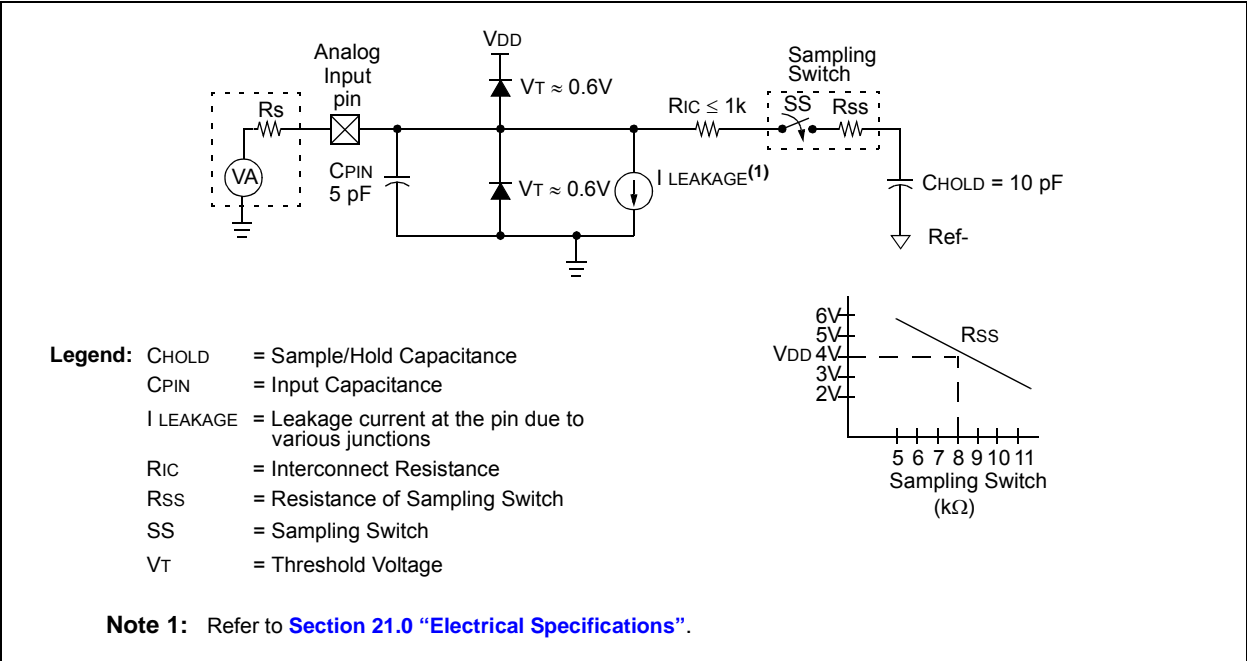 Analog
Input
pin
VDD
VT ≈ 0.6V
Sampling
Switch
Rs
RIC ≤ 1k
SS
Rss
VA
CPIN
5 pF
VT ≈ 0.6V
I LEAKAGE(1)
CHOLD = 10 pF
Ref-
6V
5V
VDD 4V
3V
2V
RSS
5 6 7 8 9 10 11
Sampling Switch
(kΩ)
Legend: CHOLD = Sample/Hold Capacitance
CPIN = Input Capacitance
I LEAKAGE = Leakage current at the pin due to
various junctions
RIC = Interconnect Resistance
RSS = Resistance of Sampling Switch
SS = Sampling Switch
VT = Threshold Voltage
Note 1: Refer to Section 21.0 “Electrical Specifications”.